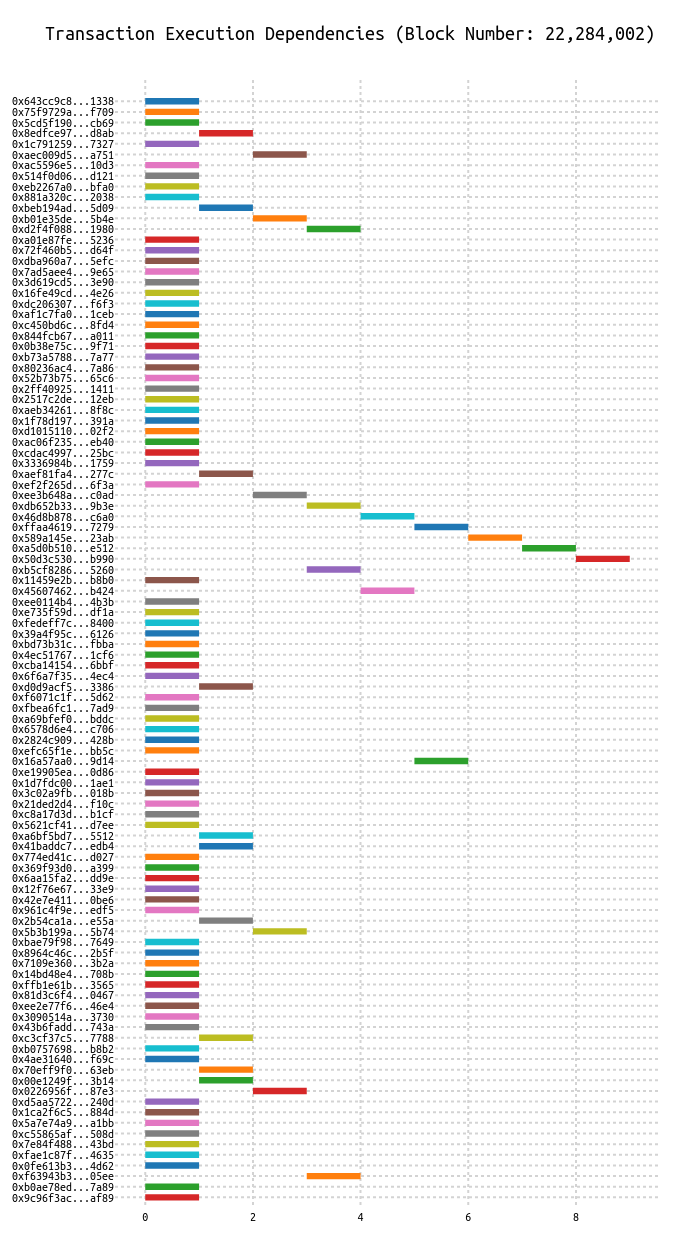 Transaction Execution Dependencies (Block Number: 22,284,002)
0x643cc9c8...1338
0x75f9729a...f709
0x5cd5f190...cb69
0x8edfce97...d8ab
0x1c791259...7327
0xaec009d5...a751
0xac5596e5...10d3
0x514f0d06...d121
0xeb2267a0...bfa0
0x881a320c...2038
0xbeb194ad...5d09
0xb01e35de...5b4e
0xd2f4f088...1980
0xa01e87fe...5236
0x72f460b5...d64f
0xdba960a7...5efc
0x7ad5aee4...9e65
0x3d619cd5...3e90
0x16fe49cd...4e26
0xdc206307...f6f3
0xaf1c7fa0...1ceb
0xc450bd6c...8fd4
0x844fcb67...a011
0x0b38e75c...9f71
0xb73a5788...7a77
0x80236ac4...7a86
0x52b73b75...65c6
0x2ff40925...1411
0x2517c2de...12eb
0xaeb34261...8f8c
0x1f78d197...391a
0xd1015110...02f2
0xac06f235...eb40
0xcdac4997...25bc
0x3336984b...1759
0xaef81fa4...277c
0xef2f265d...6f3a
0xee3b648a...c0ad
0xdb652b33...9b3e
0x46d8b878...c6a0
0xffaa4619...7279
0x589a145e...23ab
0xa5d0b510...e512
0x50d3c530...b990
0xb5cf8286...5260
0x11459e2b...b8b0
0x45607462...b424
0xee0114b4...4b3b
0xe735f59d...df1a
0xfedeff7c...8400
0x39a4f95c...6126
0xbd73b31c...fbba
0x4ec51767...1cf6
0xcba14154...6bbf
0x6f6a7f35...4ec4
0xd0d9acf5...3386
0xf6071c1f...5d62
0xfbea6fc1...7ad9
0xa69bfef0...bddc
0x6578d6e4...c706
0x2824c909...428b
0xefc65f1e...bb5c
0x16a57aa0...9d14
0xe19905ea...0d86
0x1d7fdc00...1ae1
0x3c02a9fb...018b
0x21ded2d4...f10c
0xc8a17d3d...b1cf
0x5621cf41...d7ee
0xa6bf5bd7...5512
0x41baddc7...edb4
0x774ed41c...d027
0x369f93d0...a399
0x6aa15fa2...dd9e
0x12f76e67...33e9
0x42e7e411...0be6
0x961c4f9e...edf5
0x2b54ca1a...e55a
0x5b3b199a...5b74
0xbae79f98...7649
0x8964c46c...2b5f
0x7109e360...3b2a
0x14bd48e4...708b
0xffb1e61b...3565
0x81d3c6f4...0467
0xee2e77f6...46e4
0x3090514a...3730
0x43b6fadd...743a
0xc3cf37c5...7788
0xb0757698...b8b2
0x4ae31640...f69c
0x70eff9f0...63eb
0x00e1249f...3b14
0x0226956f...87e3
0xd5aa5722...240d
0x1ca2f6c5...884d
0x5a7e74a9...a1bb
0xc55865af...508d
0x7e84f488...43bd
0xfae1c87f...4635
0x0fe613b3...4d62
0xf63943b3...05ee
0xb0ae78ed...7a89
0x9c96f3ac...af89
0 2 4 6 8